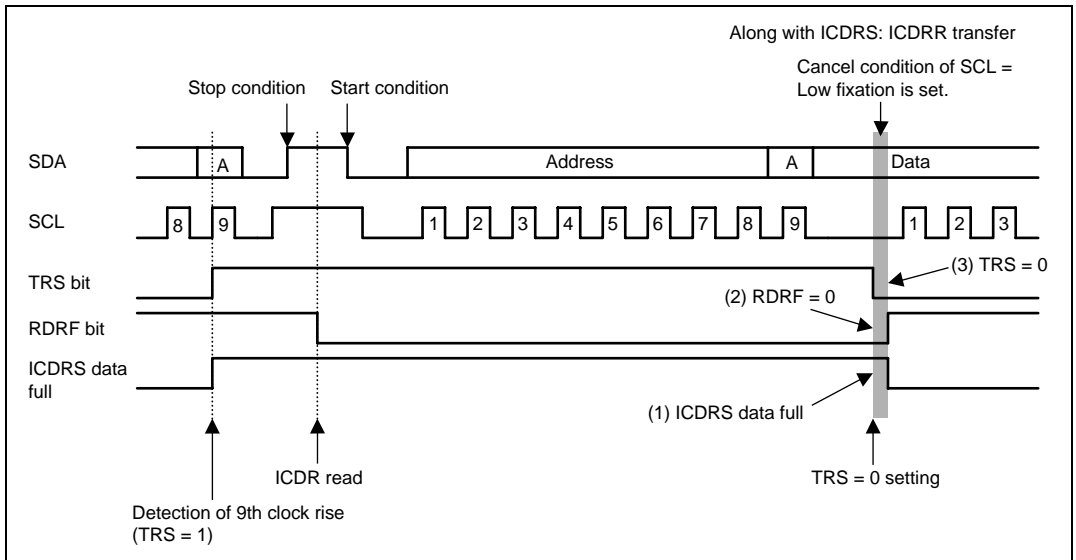 Along with ICDRS: ICDRR transfer
Cancel condition of SCL =
Low fixation is set.
Stop condition
Start condition
SDA
A
Address
A
Data
SCL
8
9
1
2
3
4
5
6
7
8
9
1
2
3
TRS bit
(3) TRS = 0
(2) RDRF = 0
RDRF bit
ICDRS data
full
(1) ICDRS data full
ICDR read
TRS = 0 setting
Detection of 9th clock rise
(TRS = 1)